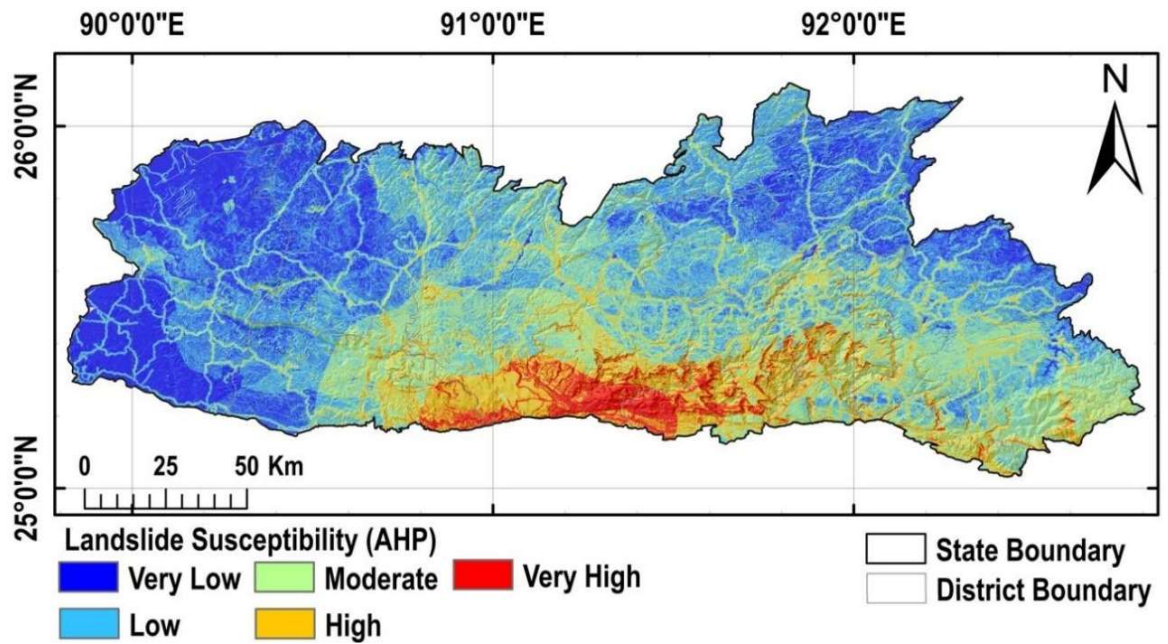 90°0'0"E 91°0'0"E 92°0'0"E
26°0'0"N
N
25°0'0"N
0 25 50 Km
Landslide Susceptibility (AHP)
Very Low Moderate Very High
Low High
State Boundary
District Boundary